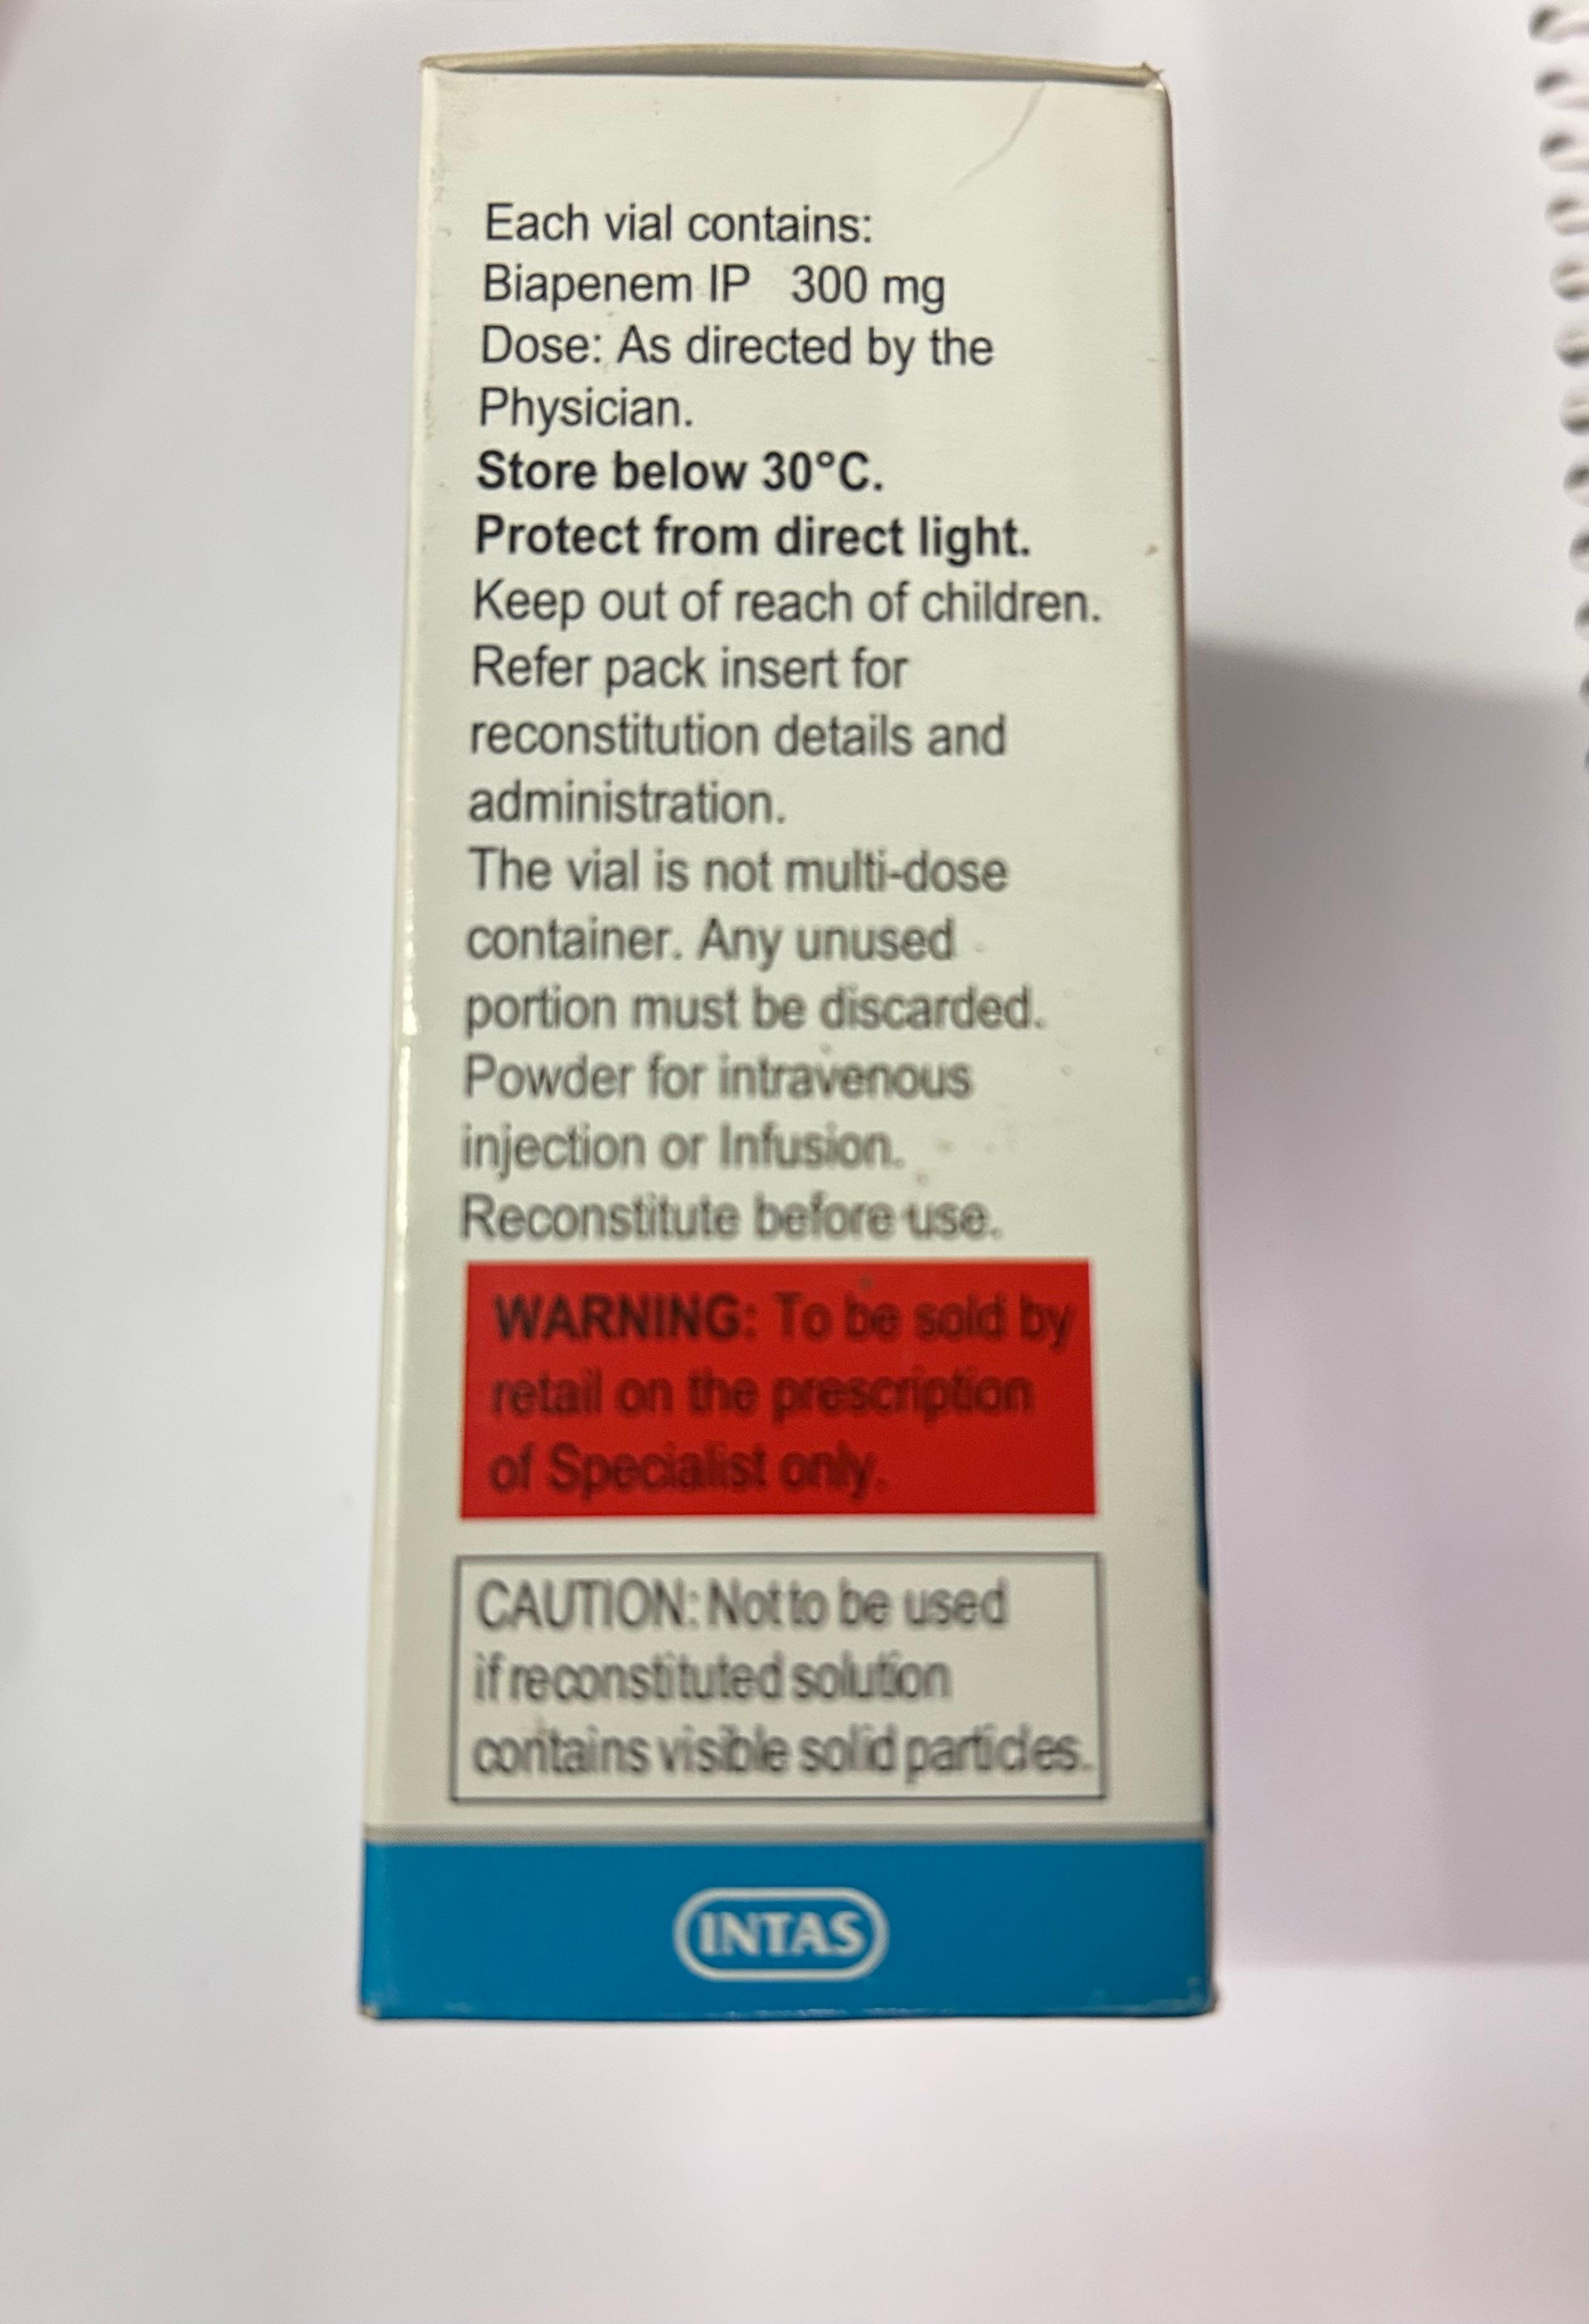 Each vial contains:
Biapenem IP 300 mg
Dose: As directed by the
Physician.
Store below 30°C.
Protect from direct light.
Keep out of reach of children.
Refer pack insert for
reconstitution details and
administration.
The vial is not multi-dose
container. Any unused
portion must be discarded.
Powder for intravenous
injection or Infusion.
Reconstitute before use.
WARNING: To be sold by
retail on the prescription
of Specialist only.
CAUTION: Not to be used
if reconstituted solution
contains visible solid particles.
INTAS